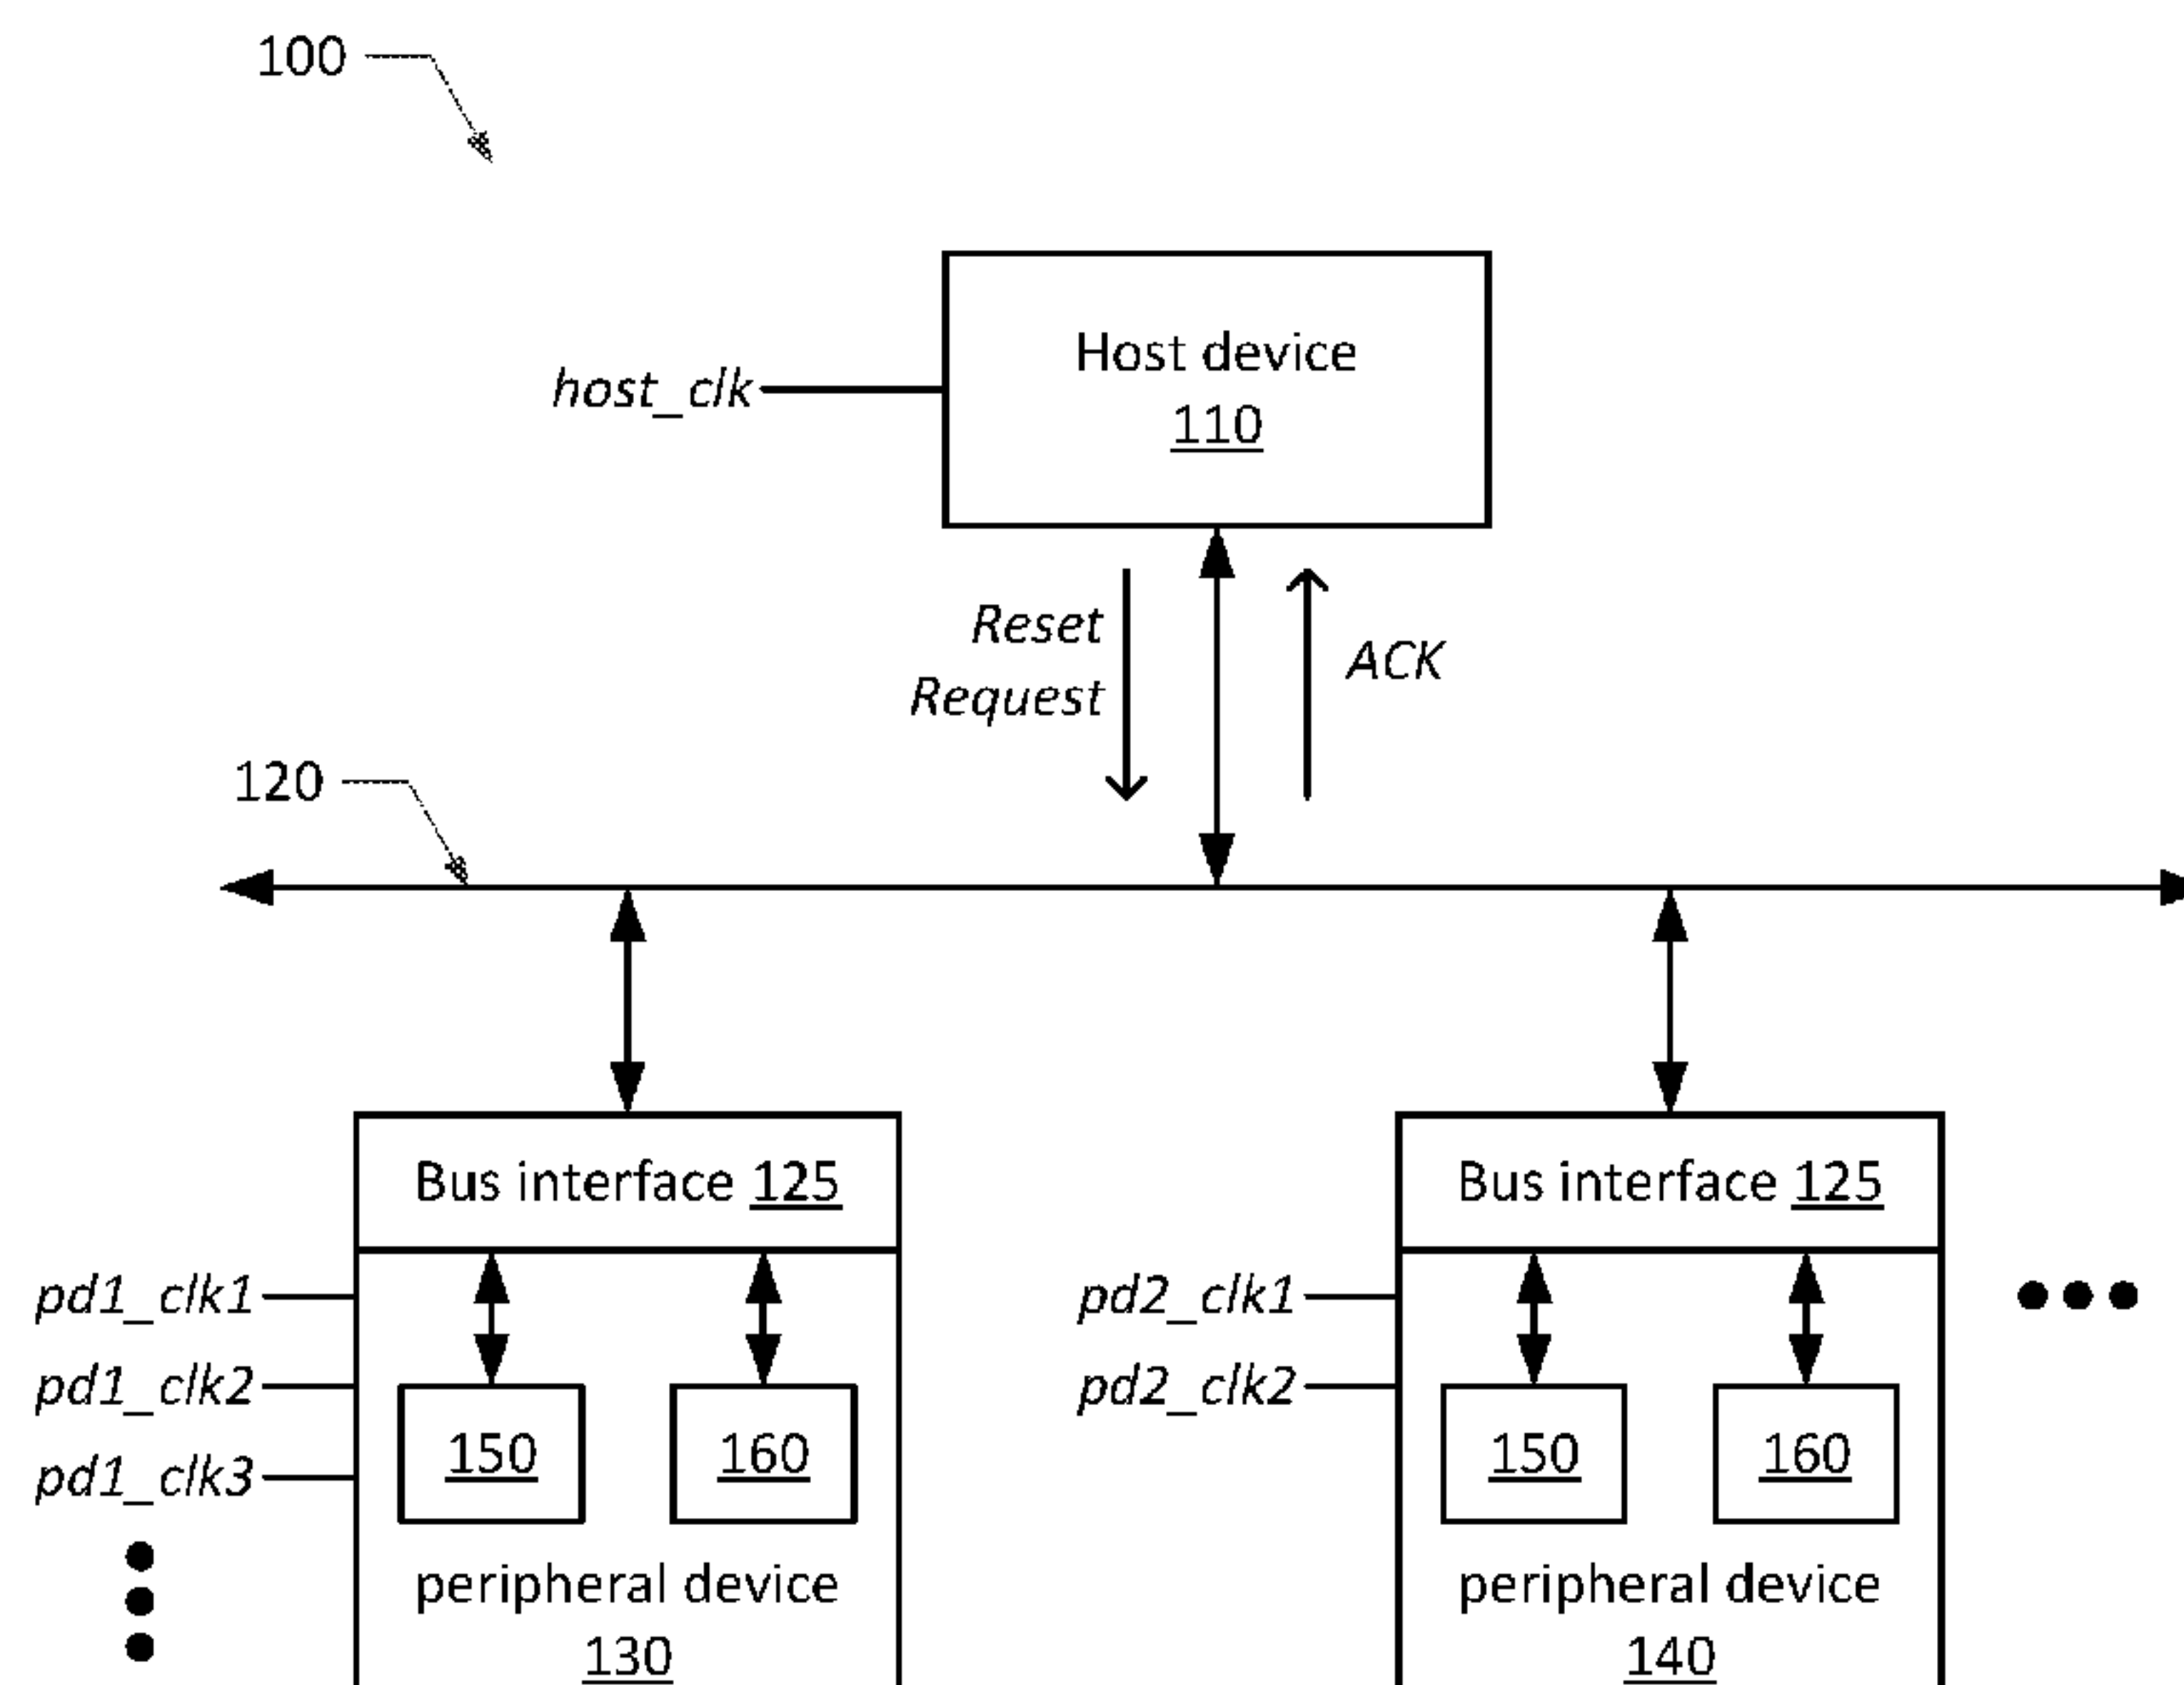 100
Host device
host_clk
110
Reset
Request
ACK
120
Bus interface 125
Bus interface 125
pd1_clk1
pd2_clk1
pd1_clk2
pd2_clk2
150
160
150
160
pd1_clk3
peripheral device
peripheral device
130
140